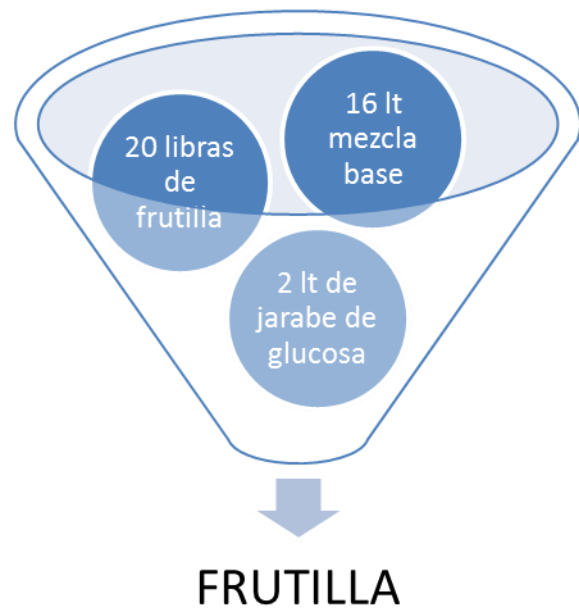 20 libras
de
frutilla
16 lt
mezcla
base
2 lt de
jarabe de
glucosa
FRUTILLA